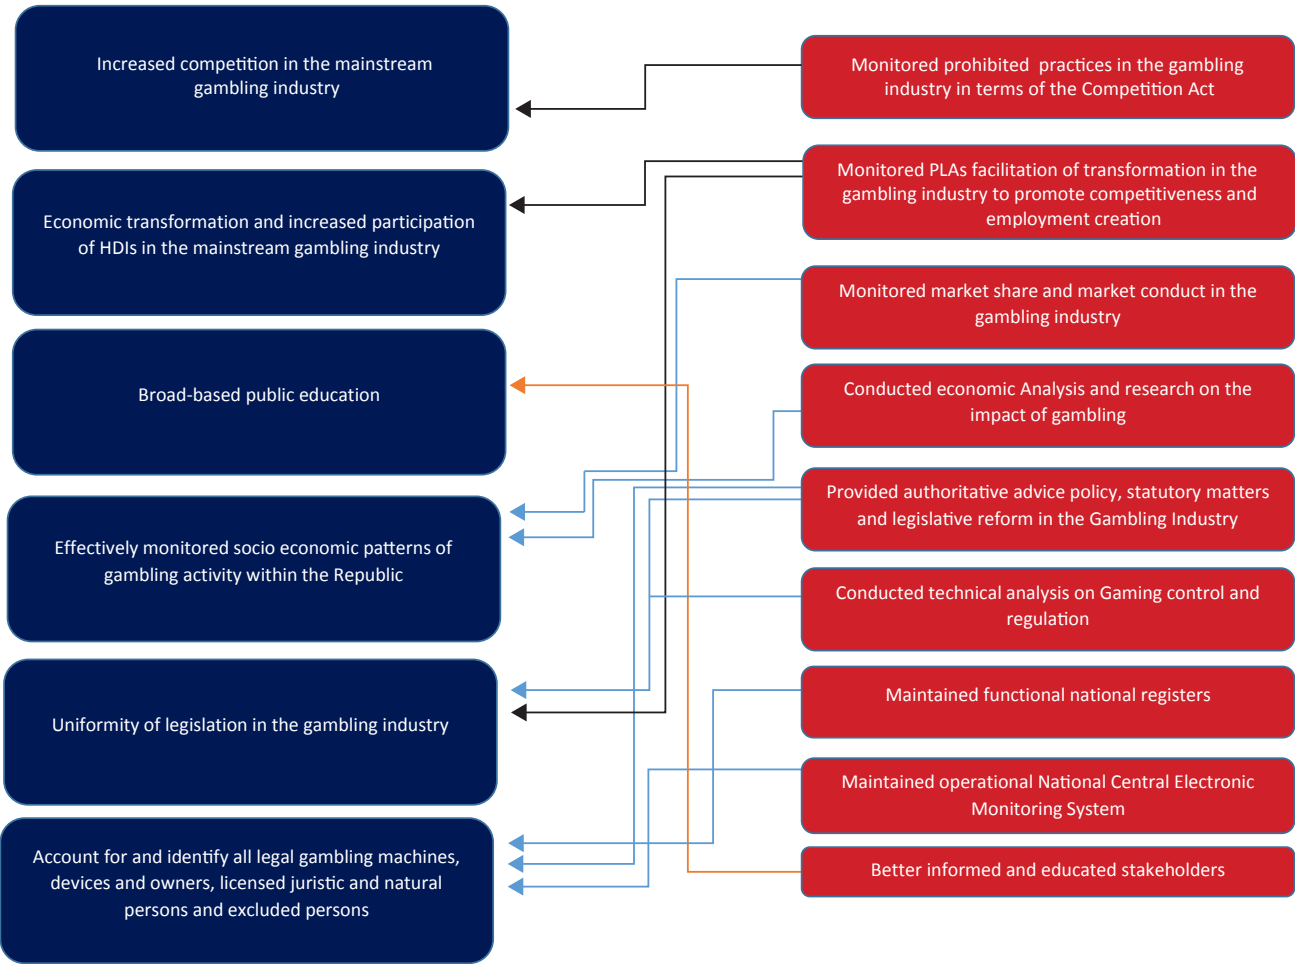 Increased competition in the mainstream
gambling industry
Economic transformation and increased participation
of HDIs in the mainstream gambling industry
Broad-based public education
Effectively monitored socio economic patterns of
gambling activity within the Republic
Uniformity of legislation in the gambling industry
Account for and identify all legal gambling machines,
devices and owners, licensed juristic and natural
persons and excluded persons
Monitored prohibited practices in the gambling
industry in terms of the Competition Act
Monitored PLAs facilitation of transformation in the
gambling industry to promote competitiveness and
employment creation
Monitored market share and market conduct in the
gambling industry
Conducted economic Analysis and research on the
impact of gambling
Provided authoritative advice policy, statutory matters
and legislative reform in the Gambling Industry
Conducted technical analysis on Gaming control and
regulation
Maintained functional national registers
Maintained operational National Central Electronic
Monitoring System
Better informed and educated stakeholders